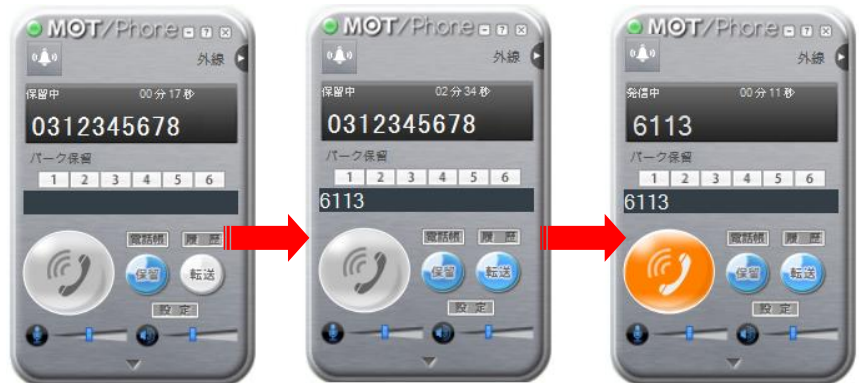 MOT/Phone
外線
保留中 00分17秒
0312345678
パーク保留
1 2 3 4 5 6
電話帳 履歴
保留 転送
設定
MOT/Phone
外線
保留中 02分34秒
0312345678
パーク保留
1 2 3 4 5 6
6113
電話帳 履歴
保留 転送
設定
MOT/Phone
外線
発信中 00分11秒
6113
パーク保留
1 2 3 4 5 6
6113
電話帳 履歴
保留 転送
設定